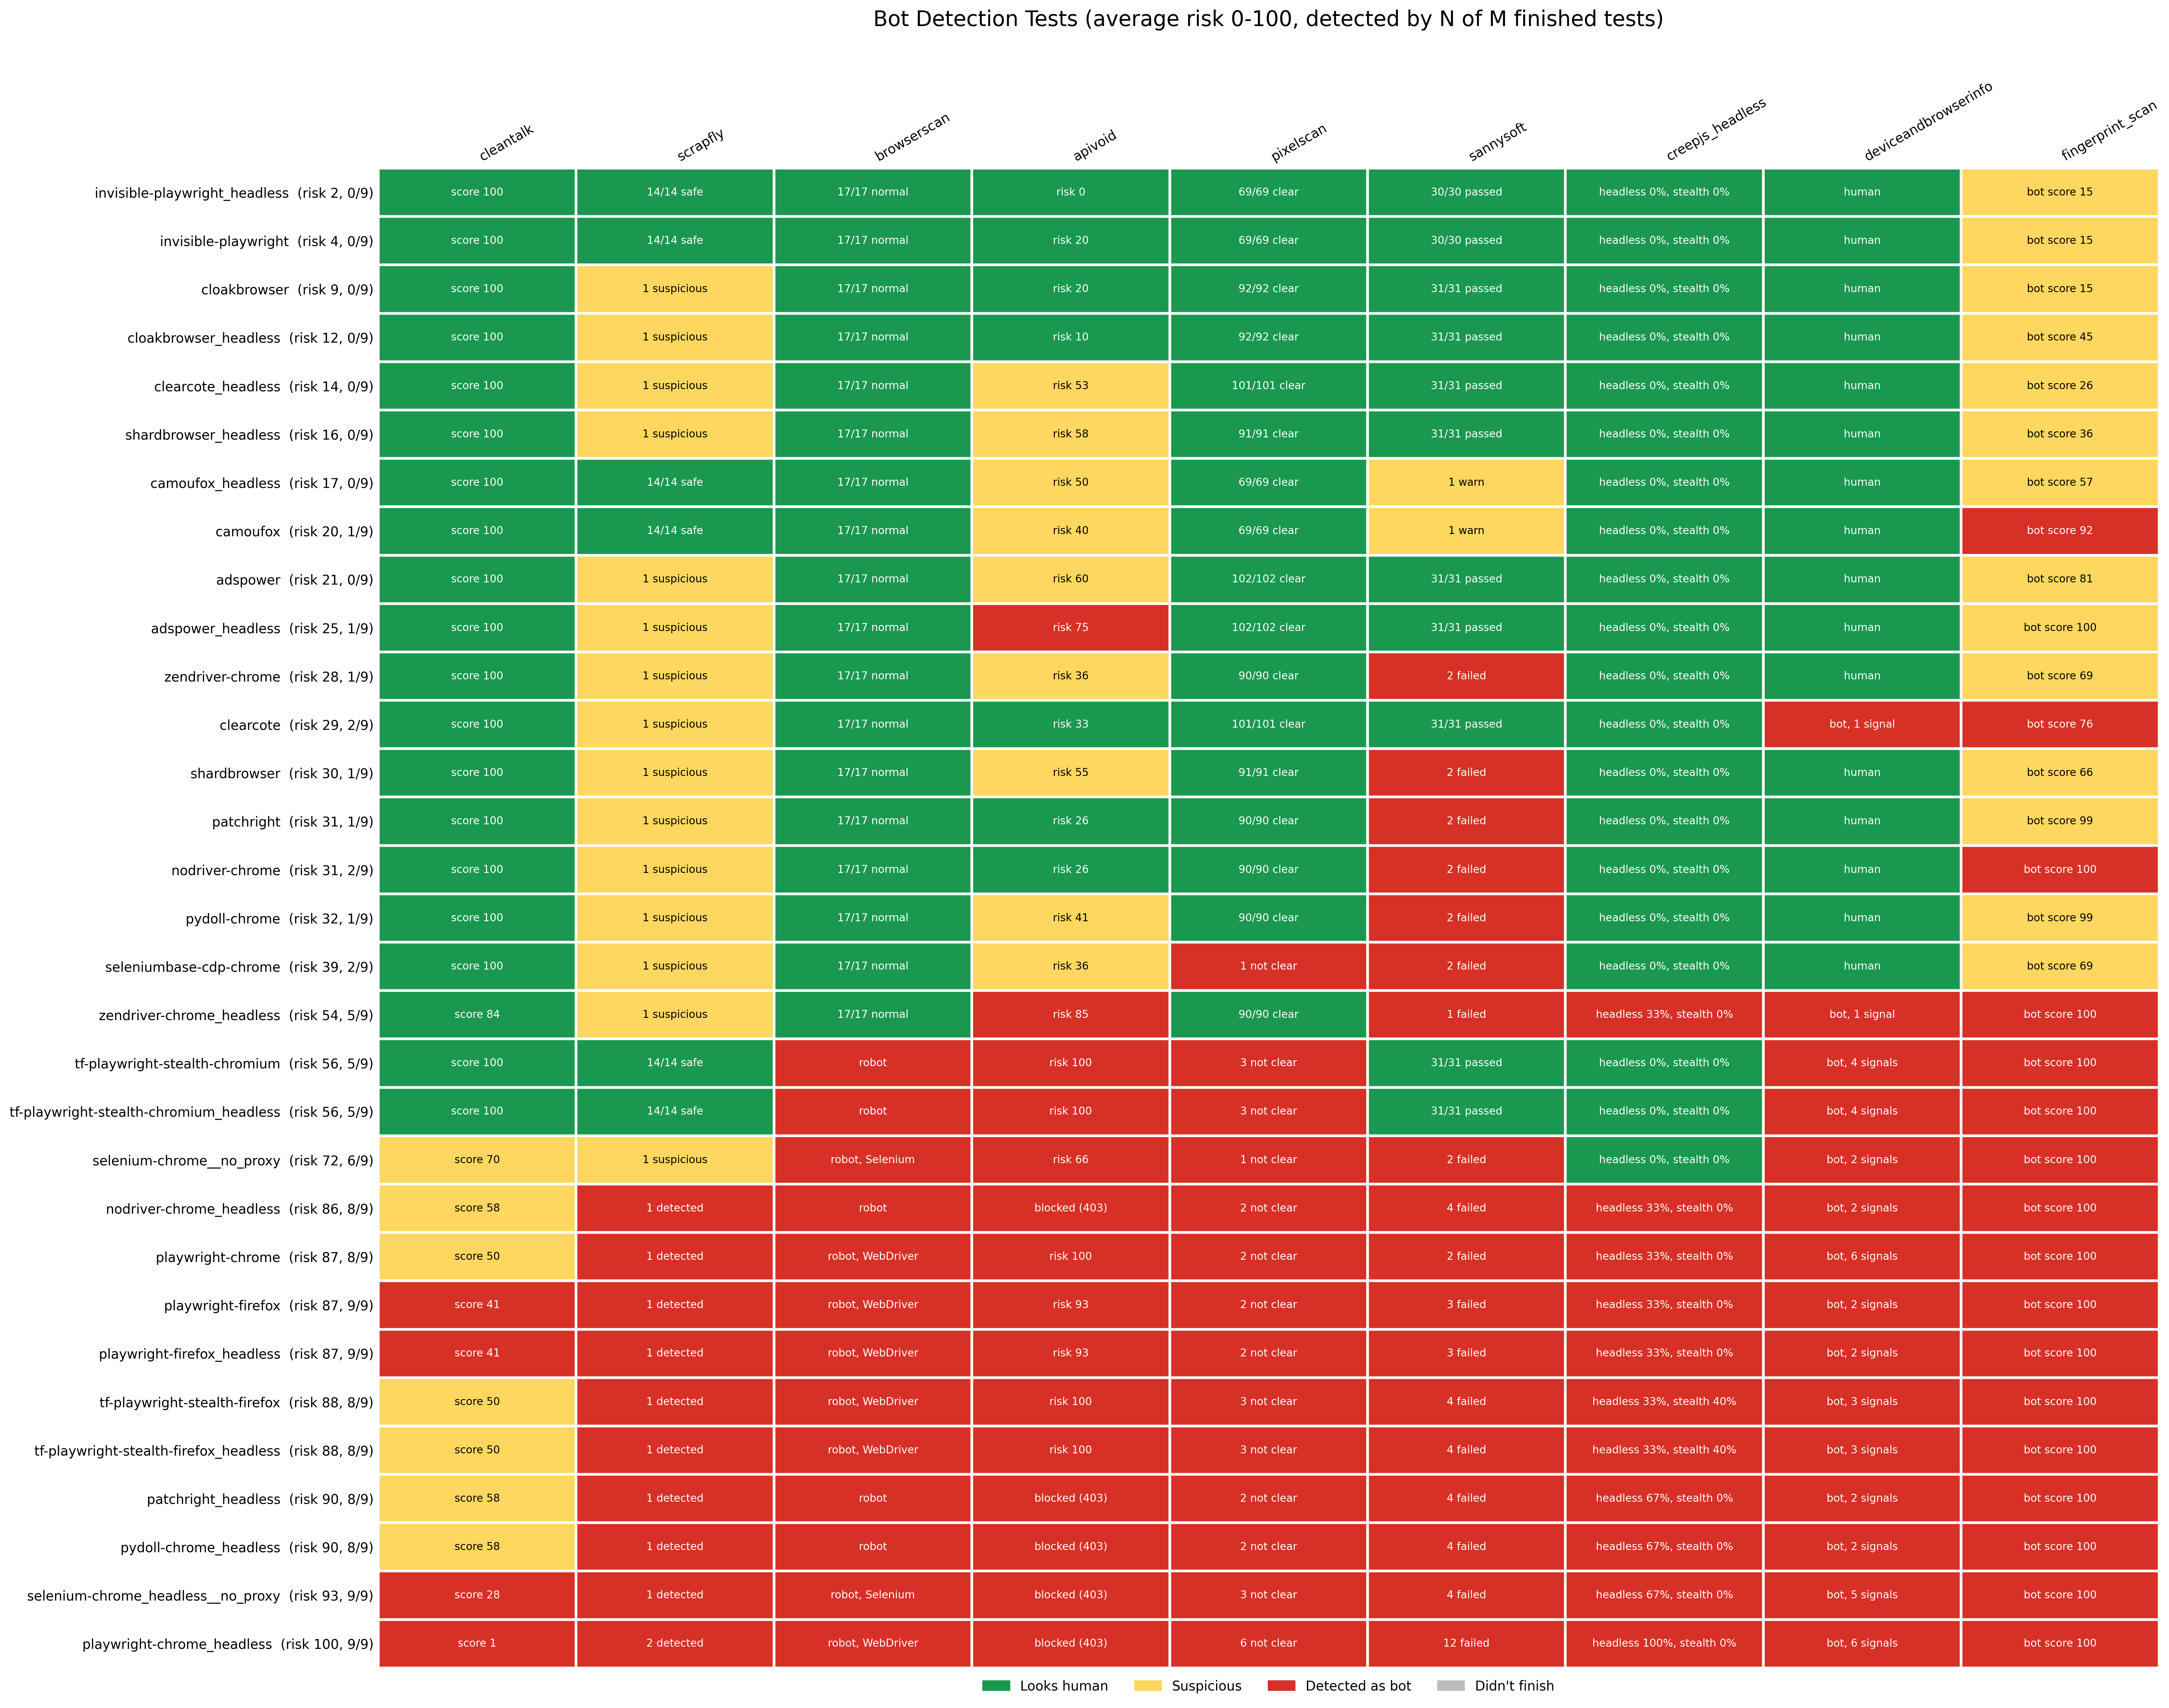 Bot Detection Tests (average risk 0-100, detected by N of M finished tests)
cleantalk scrapfly browserscan apivoid pixelscan sannysoft creepjs_headless deviceandbrowserinfo fingerprint_scan
invisible-playwright_headless (risk 2, 0/9) score 100 14/14 safe 17/17 normal risk 0 69/69 clear 30/30 passed headless 0%, stealth 0% human bot score 15
invisible-playwright (risk 4, 0/9) score 100 14/14 safe 17/17 normal risk 20 69/69 clear 30/30 passed headless 0%, stealth 0% human bot score 15
cloakbrowser (risk 9, 0/9) score 100 1 suspicious 17/17 normal risk 20 92/92 clear 31/31 passed headless 0%, stealth 0% human bot score 15
cloakbrowser_headless (risk 12, 0/9) score 100 1 suspicious 17/17 normal risk 10 92/92 clear 31/31 passed headless 0%, stealth 0% human bot score 45
clearcote_headless (risk 14, 0/9) score 100 1 suspicious 17/17 normal risk 53 101/101 clear 31/31 passed headless 0%, stealth 0% human bot score 26
shardbrowser_headless (risk 16, 0/9) score 100 1 suspicious 17/17 normal risk 58 91/91 clear 31/31 passed headless 0%, stealth 0% human bot score 36
camoufox_headless (risk 17, 0/9) score 100 14/14 safe 17/17 normal risk 50 69/69 clear 1 warn headless 0%, stealth 0% human bot score 57
camoufox (risk 20, 1/9) score 100 14/14 safe 17/17 normal risk 40 69/69 clear 1 warn headless 0%, stealth 0% human bot score 92
adspower (risk 21, 0/9) score 100 1 suspicious 17/17 normal risk 60 102/102 clear 31/31 passed headless 0%, stealth 0% human bot score 81
adspower_headless (risk 25, 1/9) score 100 1 suspicious 17/17 normal risk 75 102/102 clear 31/31 passed headless 0%, stealth 0% human bot score 100
zendriver-chrome (risk 28, 1/9) score 100 1 suspicious 17/17 normal risk 36 90/90 clear 2 failed headless 0%, stealth 0% human bot score 69
clearcote (risk 29, 2/9) score 100 1 suspicious 17/17 normal risk 33 101/101 clear 31/31 passed headless 0%, stealth 0% bot, 1 signal bot score 76
shardbrowser (risk 30, 1/9) score 100 1 suspicious 17/17 normal risk 55 91/91 clear 2 failed headless 0%, stealth 0% human bot score 66
patchright (risk 31, 1/9) score 100 1 suspicious 17/17 normal risk 26 90/90 clear 2 failed headless 0%, stealth 0% human bot score 99
nodriver-chrome (risk 31, 2/9) score 100 1 suspicious 17/17 normal risk 26 90/90 clear 2 failed headless 0%, stealth 0% human bot score 100
pydoll-chrome (risk 32, 1/9) score 100 1 suspicious 17/17 normal risk 41 90/90 clear 2 failed headless 0%, stealth 0% human bot score 99
seleniumbase-cdp-chrome (risk 39, 2/9) score 100 1 suspicious 17/17 normal risk 36 1 not clear 2 failed headless 0%, stealth 0% human bot score 69
zendriver-chrome_headless (risk 54, 5/9) score 84 1 suspicious 17/17 normal risk 85 90/90 clear 1 failed headless 33%, stealth 0% bot, 1 signal bot score 100
tf-playwright-stealth-chromium (risk 56, 5/9) score 100 14/14 safe robot risk 100 3 not clear 31/31 passed headless 0%, stealth 0% bot, 4 signals bot score 100
tf-playwright-stealth-chromium_headless (risk 56, 5/9) score 100 14/14 safe robot risk 100 3 not clear 31/31 passed headless 0%, stealth 0% bot, 4 signals bot score 100
selenium-chrome__no_proxy (risk 72, 6/9) score 70 1 suspicious robot, Selenium risk 66 1 not clear 2 failed headless 0%, stealth 0% bot, 2 signals bot score 100
nodriver-chrome_headless (risk 86, 8/9) score 58 1 detected robot blocked (403) 2 not clear 4 failed headless 33%, stealth 0% bot, 2 signals bot score 100
playwright-chrome (risk 87, 8/9) score 50 1 detected robot, WebDriver risk 100 2 not clear 2 failed headless 33%, stealth 0% bot, 6 signals bot score 100
playwright-firefox (risk 87, 9/9) score 41 1 detected robot, WebDriver risk 93 2 not clear 3 failed headless 33%, stealth 0% bot, 2 signals bot score 100
playwright-firefox_headless (risk 87, 9/9) score 41 1 detected robot, WebDriver risk 93 2 not clear 3 failed headless 33%, stealth 0% bot, 2 signals bot score 100
tf-playwright-stealth-firefox (risk 88, 8/9) score 50 1 detected robot, WebDriver risk 100 3 not clear 4 failed headless 33%, stealth 40% bot, 3 signals bot score 100
tf-playwright-stealth-firefox_headless (risk 88, 8/9) score 50 1 detected robot, WebDriver risk 100 3 not clear 4 failed headless 33%, stealth 40% bot, 3 signals bot score 100
patchright_headless (risk 90, 8/9) score 58 1 detected robot blocked (403) 2 not clear 4 failed headless 67%, stealth 0% bot, 2 signals bot score 100
pydoll-chrome_headless (risk 90, 8/9) score 58 1 detected robot blocked (403) 2 not clear 4 failed headless 67%, stealth 0% bot, 2 signals bot score 100
selenium-chrome_headless__no_proxy (risk 93, 9/9) score 28 1 detected robot, Selenium blocked (403) 3 not clear 4 failed headless 67%, stealth 0% bot, 5 signals bot score 100
playwright-chrome_headless (risk 100, 9/9) score 1 2 detected robot, WebDriver blocked (403) 6 not clear 12 failed headless 100%, stealth 0% bot, 6 signals bot score 100
Looks human Suspicious Detected as bot Didn't finish